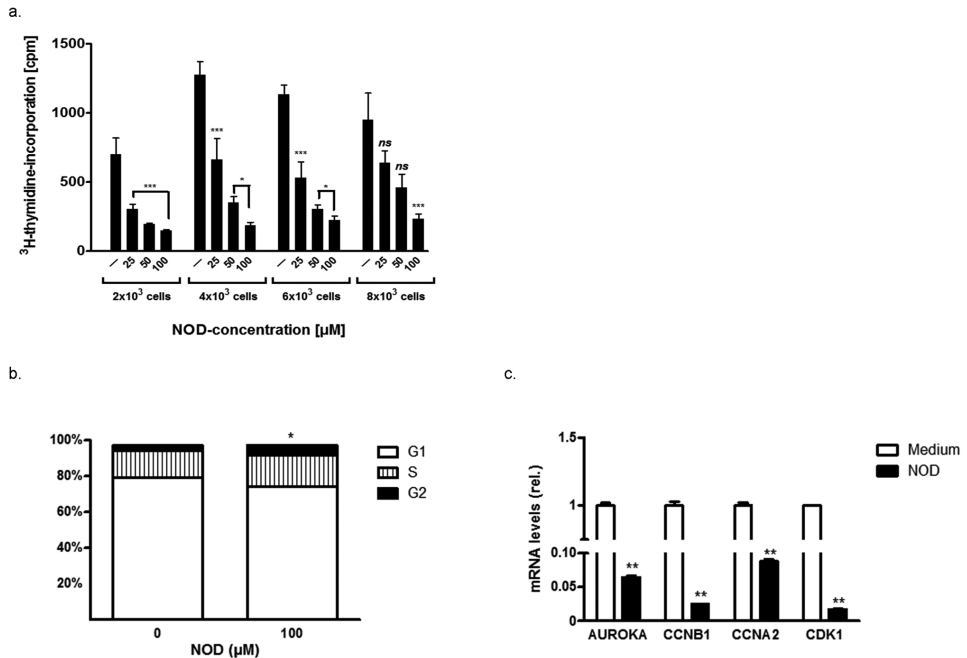 a.
³H-thymidine-incorporation [cpm]
1500
1000
500
0
*** *** * *** * ns ns ***
— 25 50 100 — 25 50 100 — 25 50 100 — 25 50 100
2x10³ cells 4x10³ cells 6x10³ cells 8x10³ cells
NOD-concentration [µM]
b.
100%
80%
60%
40%
20%
*
G1
S
G2
0 100
NOD (µM)
c.
mRNA levels (rel.)
1.5
1
0.10
0.05
0
** ** ** **
Medium
NOD
AUROKA CCNB1 CCNA2 CDK1